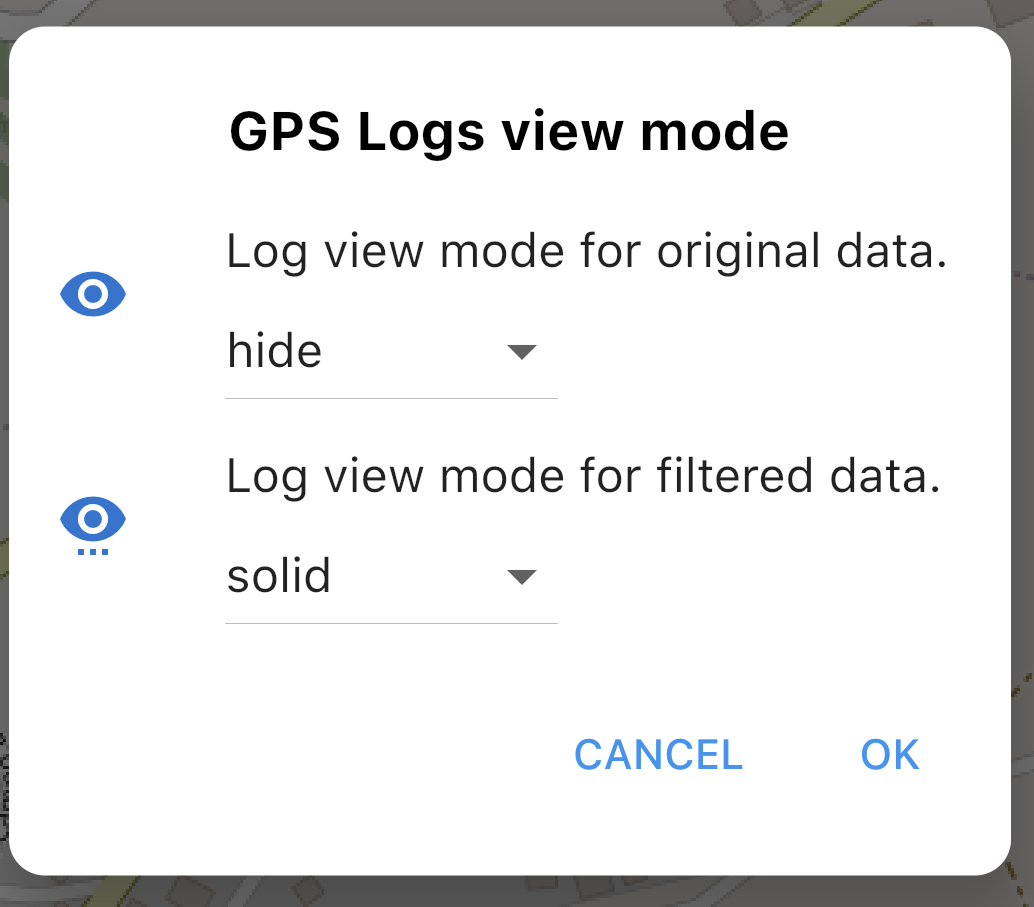 GPS Logs view mode
Log view mode for original data.
hide
Log view mode for filtered data.
solid
CANCEL
OK